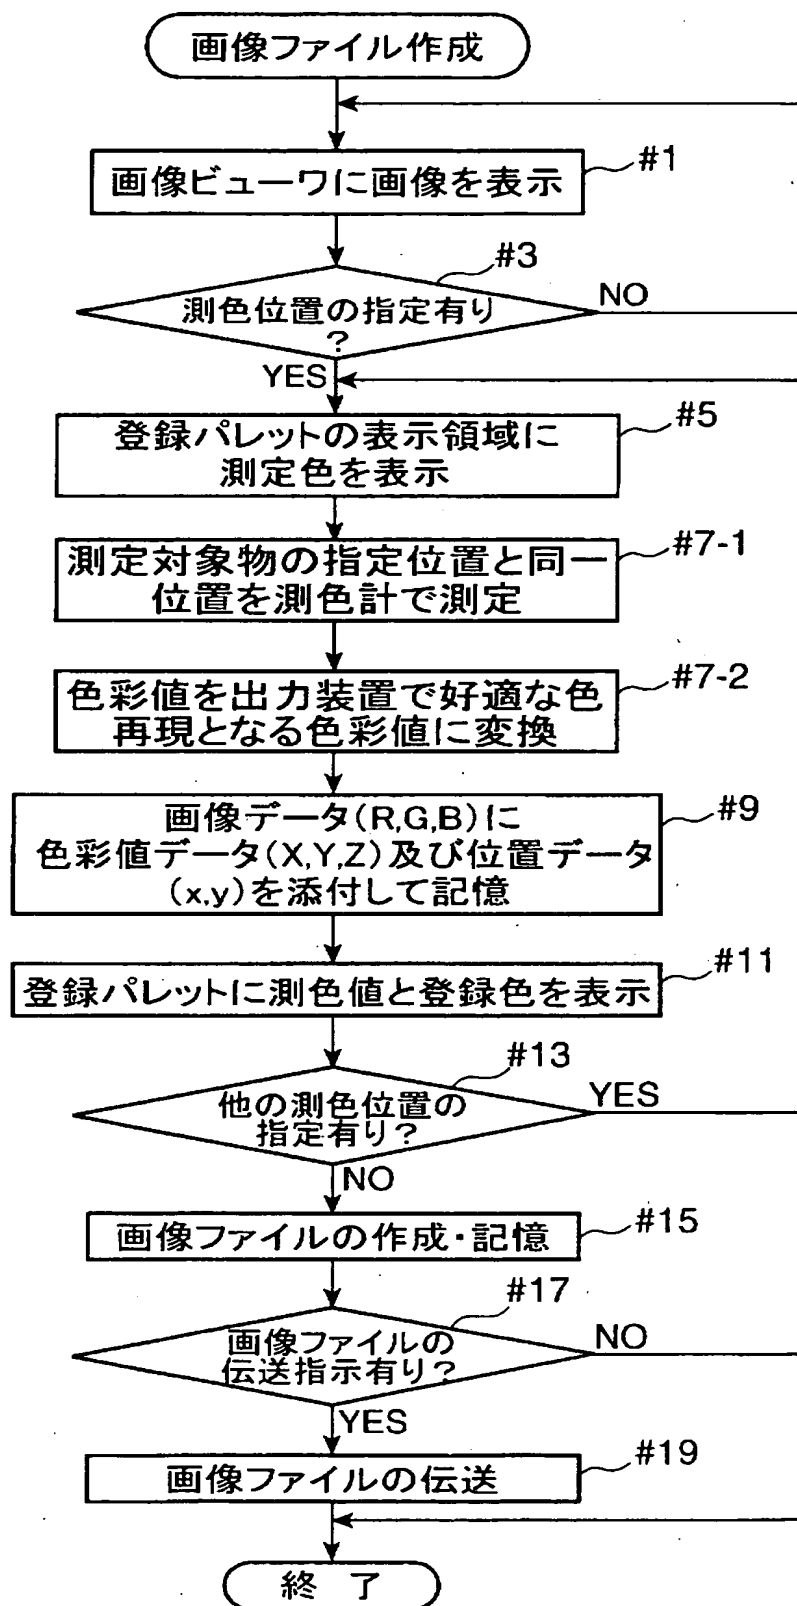 画像ファイル作成
#1
画像ビューワに画像を表示
#3
測色位置の指定有り
?
NO
YES
#5
登録パレットの表示領域に
測定色を表示
#7-1
測定対象物の指定位置と同一
位置を測色計で測定
#7-2
色彩値を出力装置で好適な色
再現となる色彩値に変換
#9
画像データ(R,G,B)に
色彩値データ(X,Y,Z)及び位置データ
(x,y)を添付して記憶
#11
登録パレットに測色値と登録色を表示
#13
他の測色位置の
指定有り?
YES
NO
#15
画像ファイルの作成・記憶
#17
画像ファイルの
伝送指示有り?
NO
YES
#19
画像ファイルの伝送
終 了